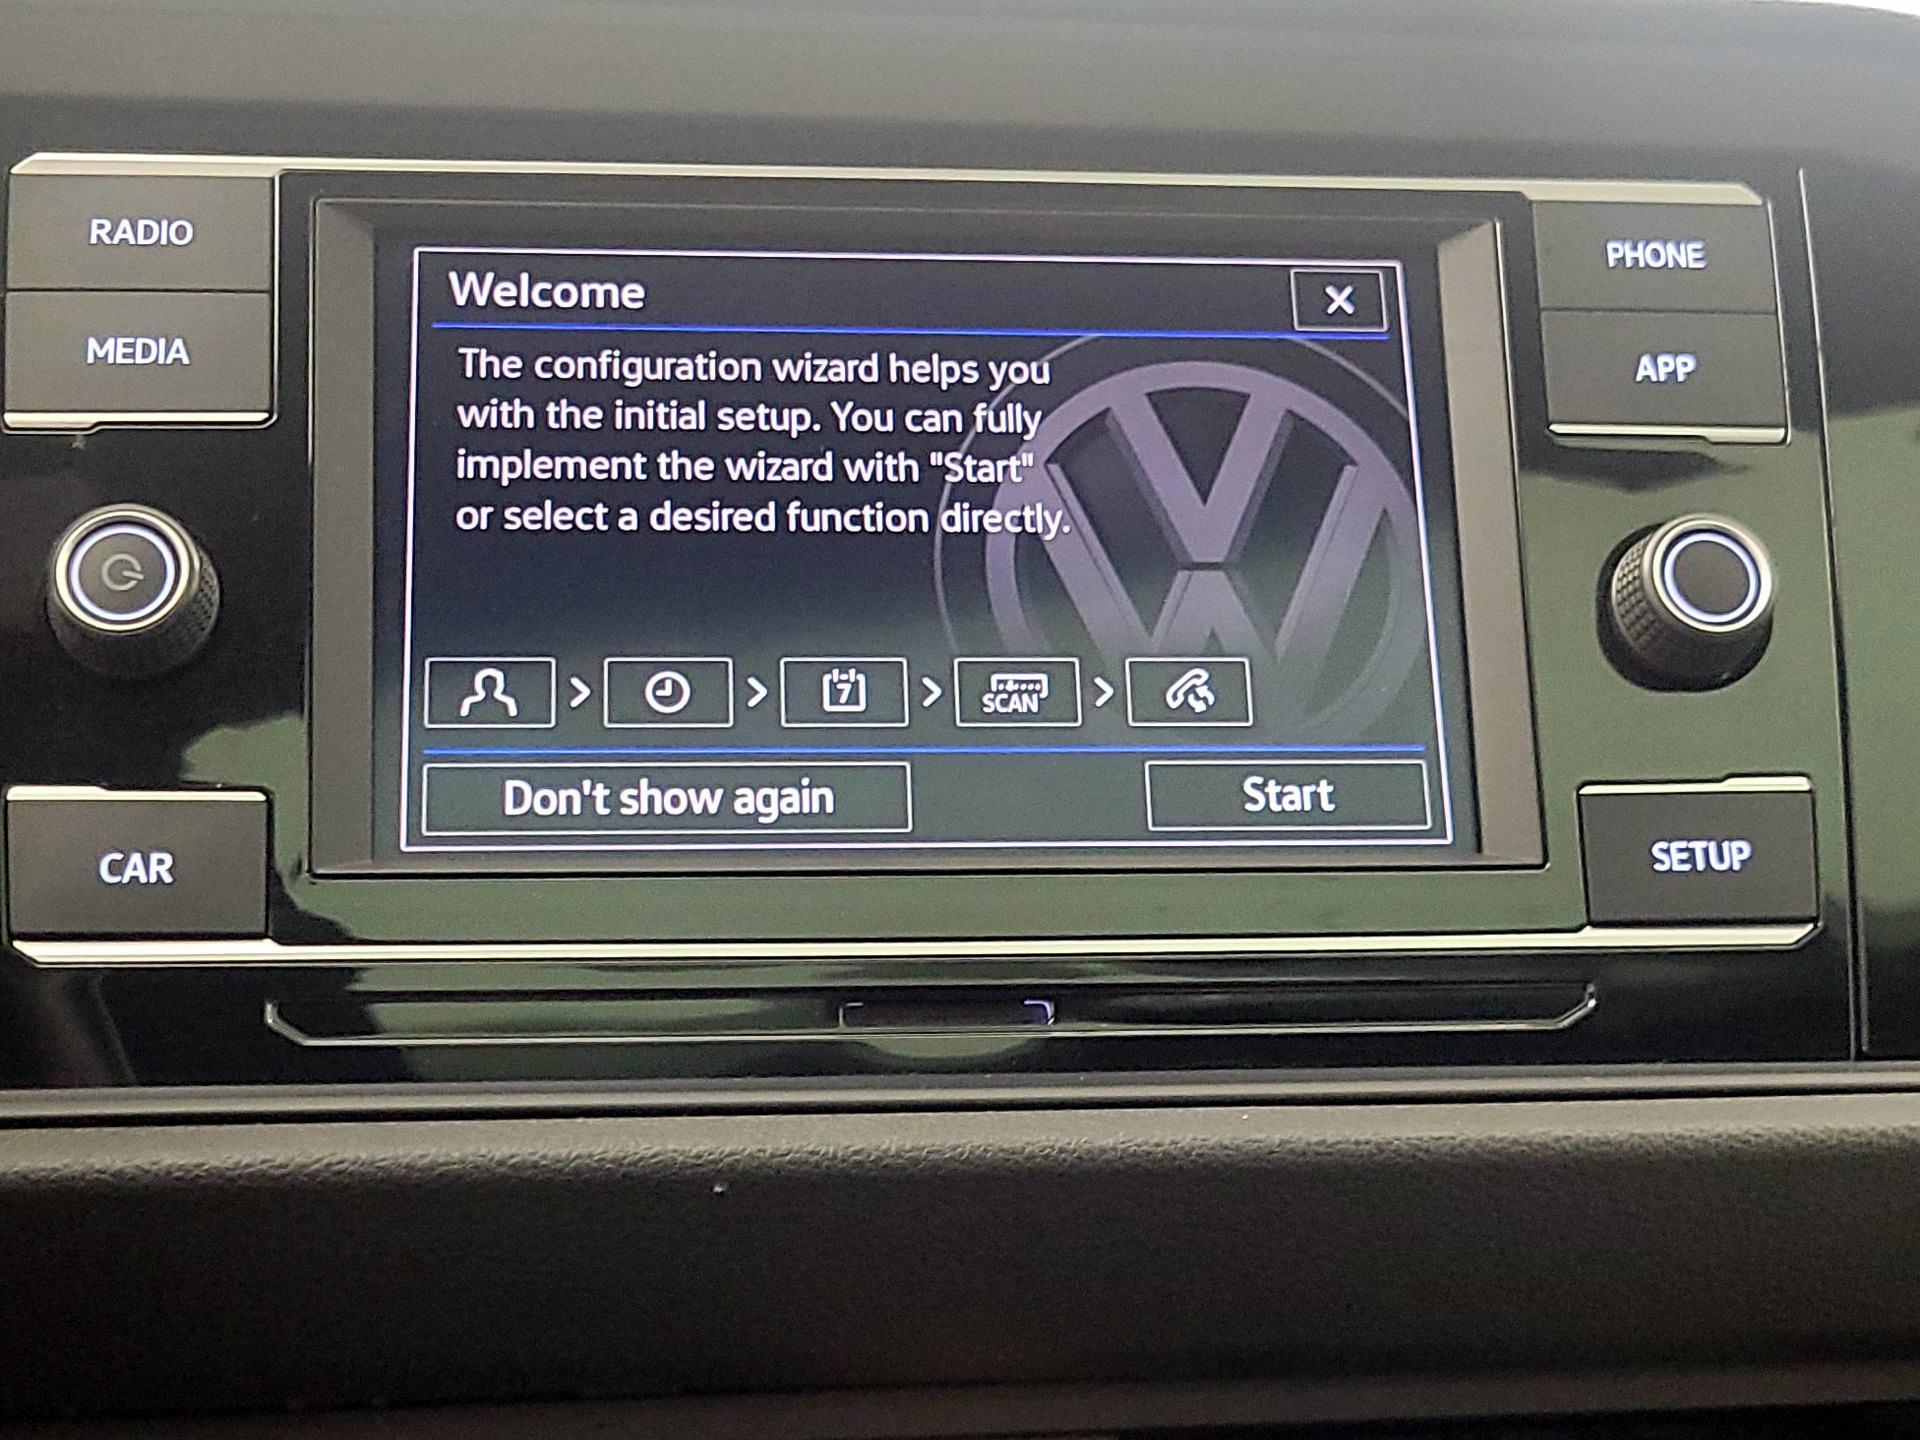 RADIO
MEDIA
CAR
Welcome
X
The configuration wizard helps you
with the initial setup. You can fully
implement the wizard with "Start"
or select a desired function directly.
7
SCAN
Don't show again
Start
PHONE
APP
SETUP